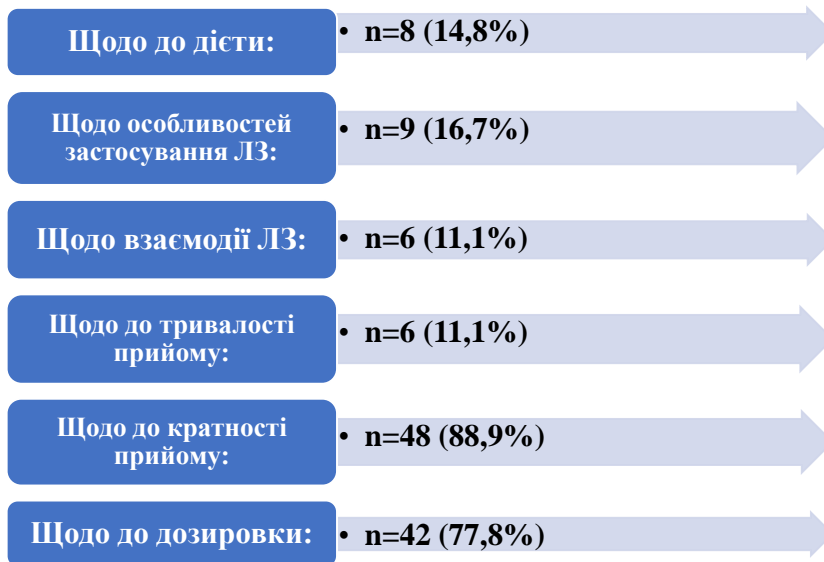 Щодо до дієти:
• n=8 (14,8%)
Щодо особливостей
застосування ЛЗ:
• n=9 (16,7%)
Щодо взаємодії ЛЗ:
• n=6 (11,1%)
Щодо до тривалості
прийому:
• n=6 (11,1%)
Щодо до кратності
прийому:
• n=48 (88,9%)
Щодо до дозировки:
• n=42 (77,8%)